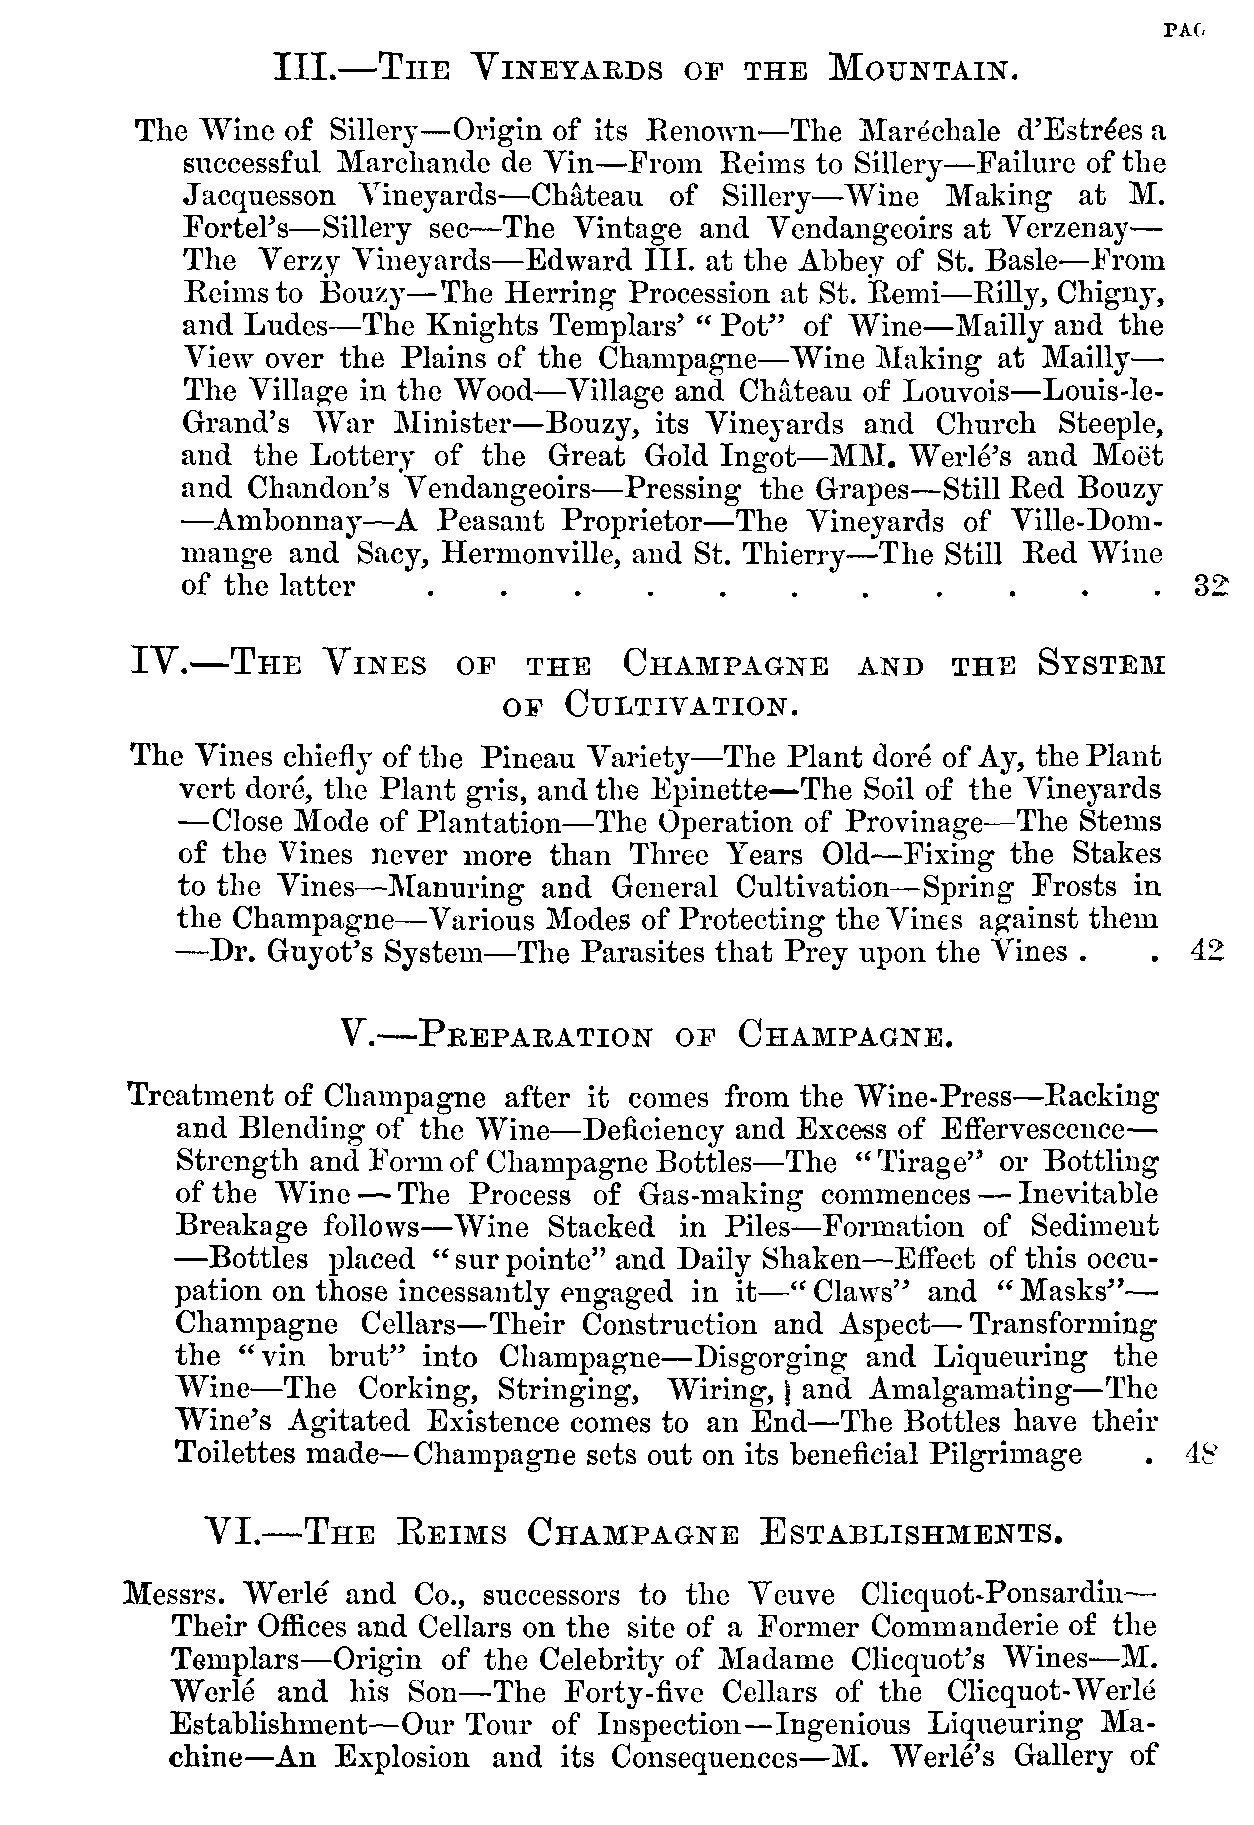 PAG
III.—The Vineyards of the Mountain.
The Wine of Sillery—Origin of its Renown—The Maréchale d'Estrées a
successful Marchande de Vin—From Reims to Sillery—Failure of the
Jacquesson Vineyards—Château of Sillery—Wine Making at M.
Fortel's—Sillery sec—The Vintage and Vendangeoirs at Verzenay—
The Verzy Vineyards—Edward III. at the Abbey of St. Basle—From
Reims to Bouzy—The Herring Procession at St. Remi—Rilly, Chigny,
and Ludes—The Knights Templars' “Pot” of Wine—Mailly and the
View over the Plains of the Champagne—Wine Making at Mailly—
The Village in the Wood—Village and Château of Louvois—Louis-le-
Grand's War Minister—Bouzy, its Vineyards and Church Steeple,
and the Lottery of the Great Gold Ingot—MM. Werlé's and Moët
and Chandon's Vendangeoirs—Pressing the Grapes—Still Red Bouzy
—Ambonnay—A Peasant Proprietor—The Vineyards of Ville-Dom-
mange and Sacy, Hermonville, and St. Thierry—The Still Red Wine
of the latter . . . . . . . . . . . 32
IV.—The Vines of the Champagne and the System
of Cultivation.
The Vines chiefly of the Pineau Variety—The Plant doré of Ay, the Plant
vert doré, the Plant gris, and the Epinette—The Soil of the Vineyards
—Close Mode of Plantation—The Operation of Provinage—The Stems
of the Vines never more than Three Years Old—Fixing the Stakes
to the Vines—Manuring and General Cultivation—Spring Frosts in
the Champagne—Various Modes of Protecting the Vines against them
—Dr. Guyot's System—The Parasites that Prey upon the Vines . . 42
V.—Preparation of Champagne.
Treatment of Champagne after it comes from the Wine-Press—Racking
and Blending of the Wine—Deficiency and Excess of Effervescence—
Strength and Form of Champagne Bottles—The “Tirage” or Bottling
of the Wine—The Process of Gas-making commences—Inevitable
Breakage follows—Wine Stacked in Piles—Formation of Sediment
—Bottles placed “sur pointe” and Daily Shaken—Effect of this occu-
pation on those incessantly engaged in it—“Claws” and “Masks”—
Champagne Cellars—Their Construction and Aspect—Transforming
the “vin brut” into Champagne—Disgorging and Liqueuring the
Wine—The Corking, Stringing, Wiring, and Amalgamating—The
Wine's Agitated Existence comes to an End—The Bottles have their
Toilettes made—Champagne sets out on its beneficial Pilgrimage . 48
VI.—The Reims Champagne Establishments.
Messrs. Werlé and Co., successors to the Veuve Clicquot-Ponsardin—
Their Offices and Cellars on the site of a Former Commanderie of the
Templars—Origin of the Celebrity of Madame Clicquot's Wines—M.
Werlé and his Son—The Forty-five Cellars of the Clicquot-Werlé
Establishment—Our Tour of Inspection—Ingenious Liqueuring Ma-
chine—An Explosion and its Consequences—M. Werlé's Gallery of